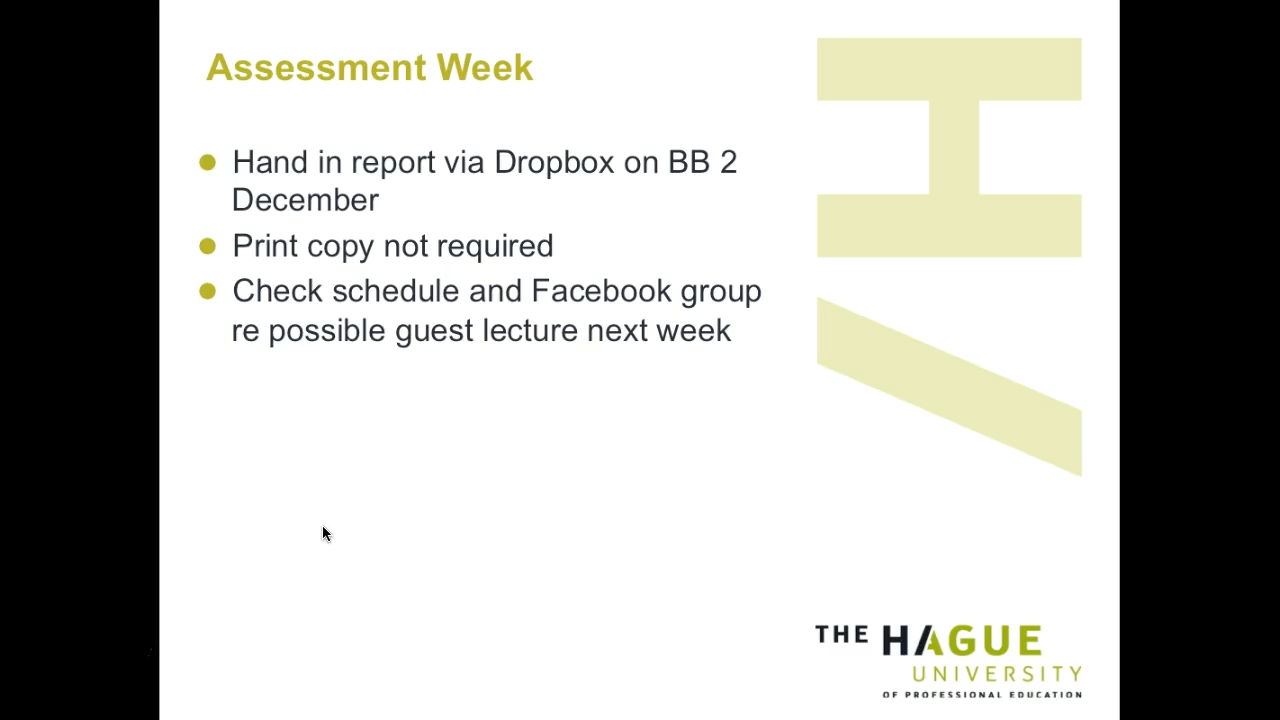 Assessment Week
Hand in report via Dropbox on BB 2
December
Print copy not required
Check schedule and Facebook group
re possible guest lecture next week
H/
THE HAGUE
UNIVERSITY
OF PROFESSIONAL EDUCATION